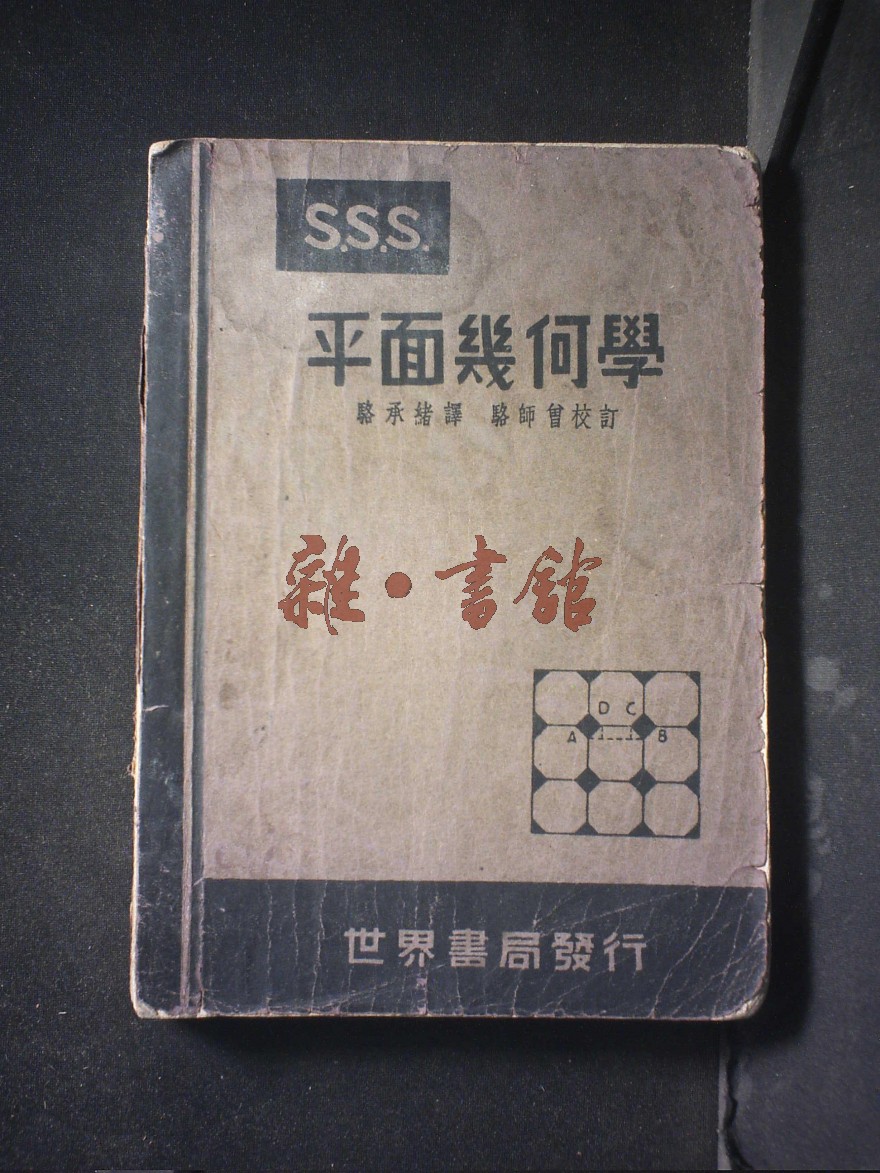 S.S.S.
平面幾何學
駱承緒譯 駱師曾校訂
雜·書館
D C
A B
世界書局發行